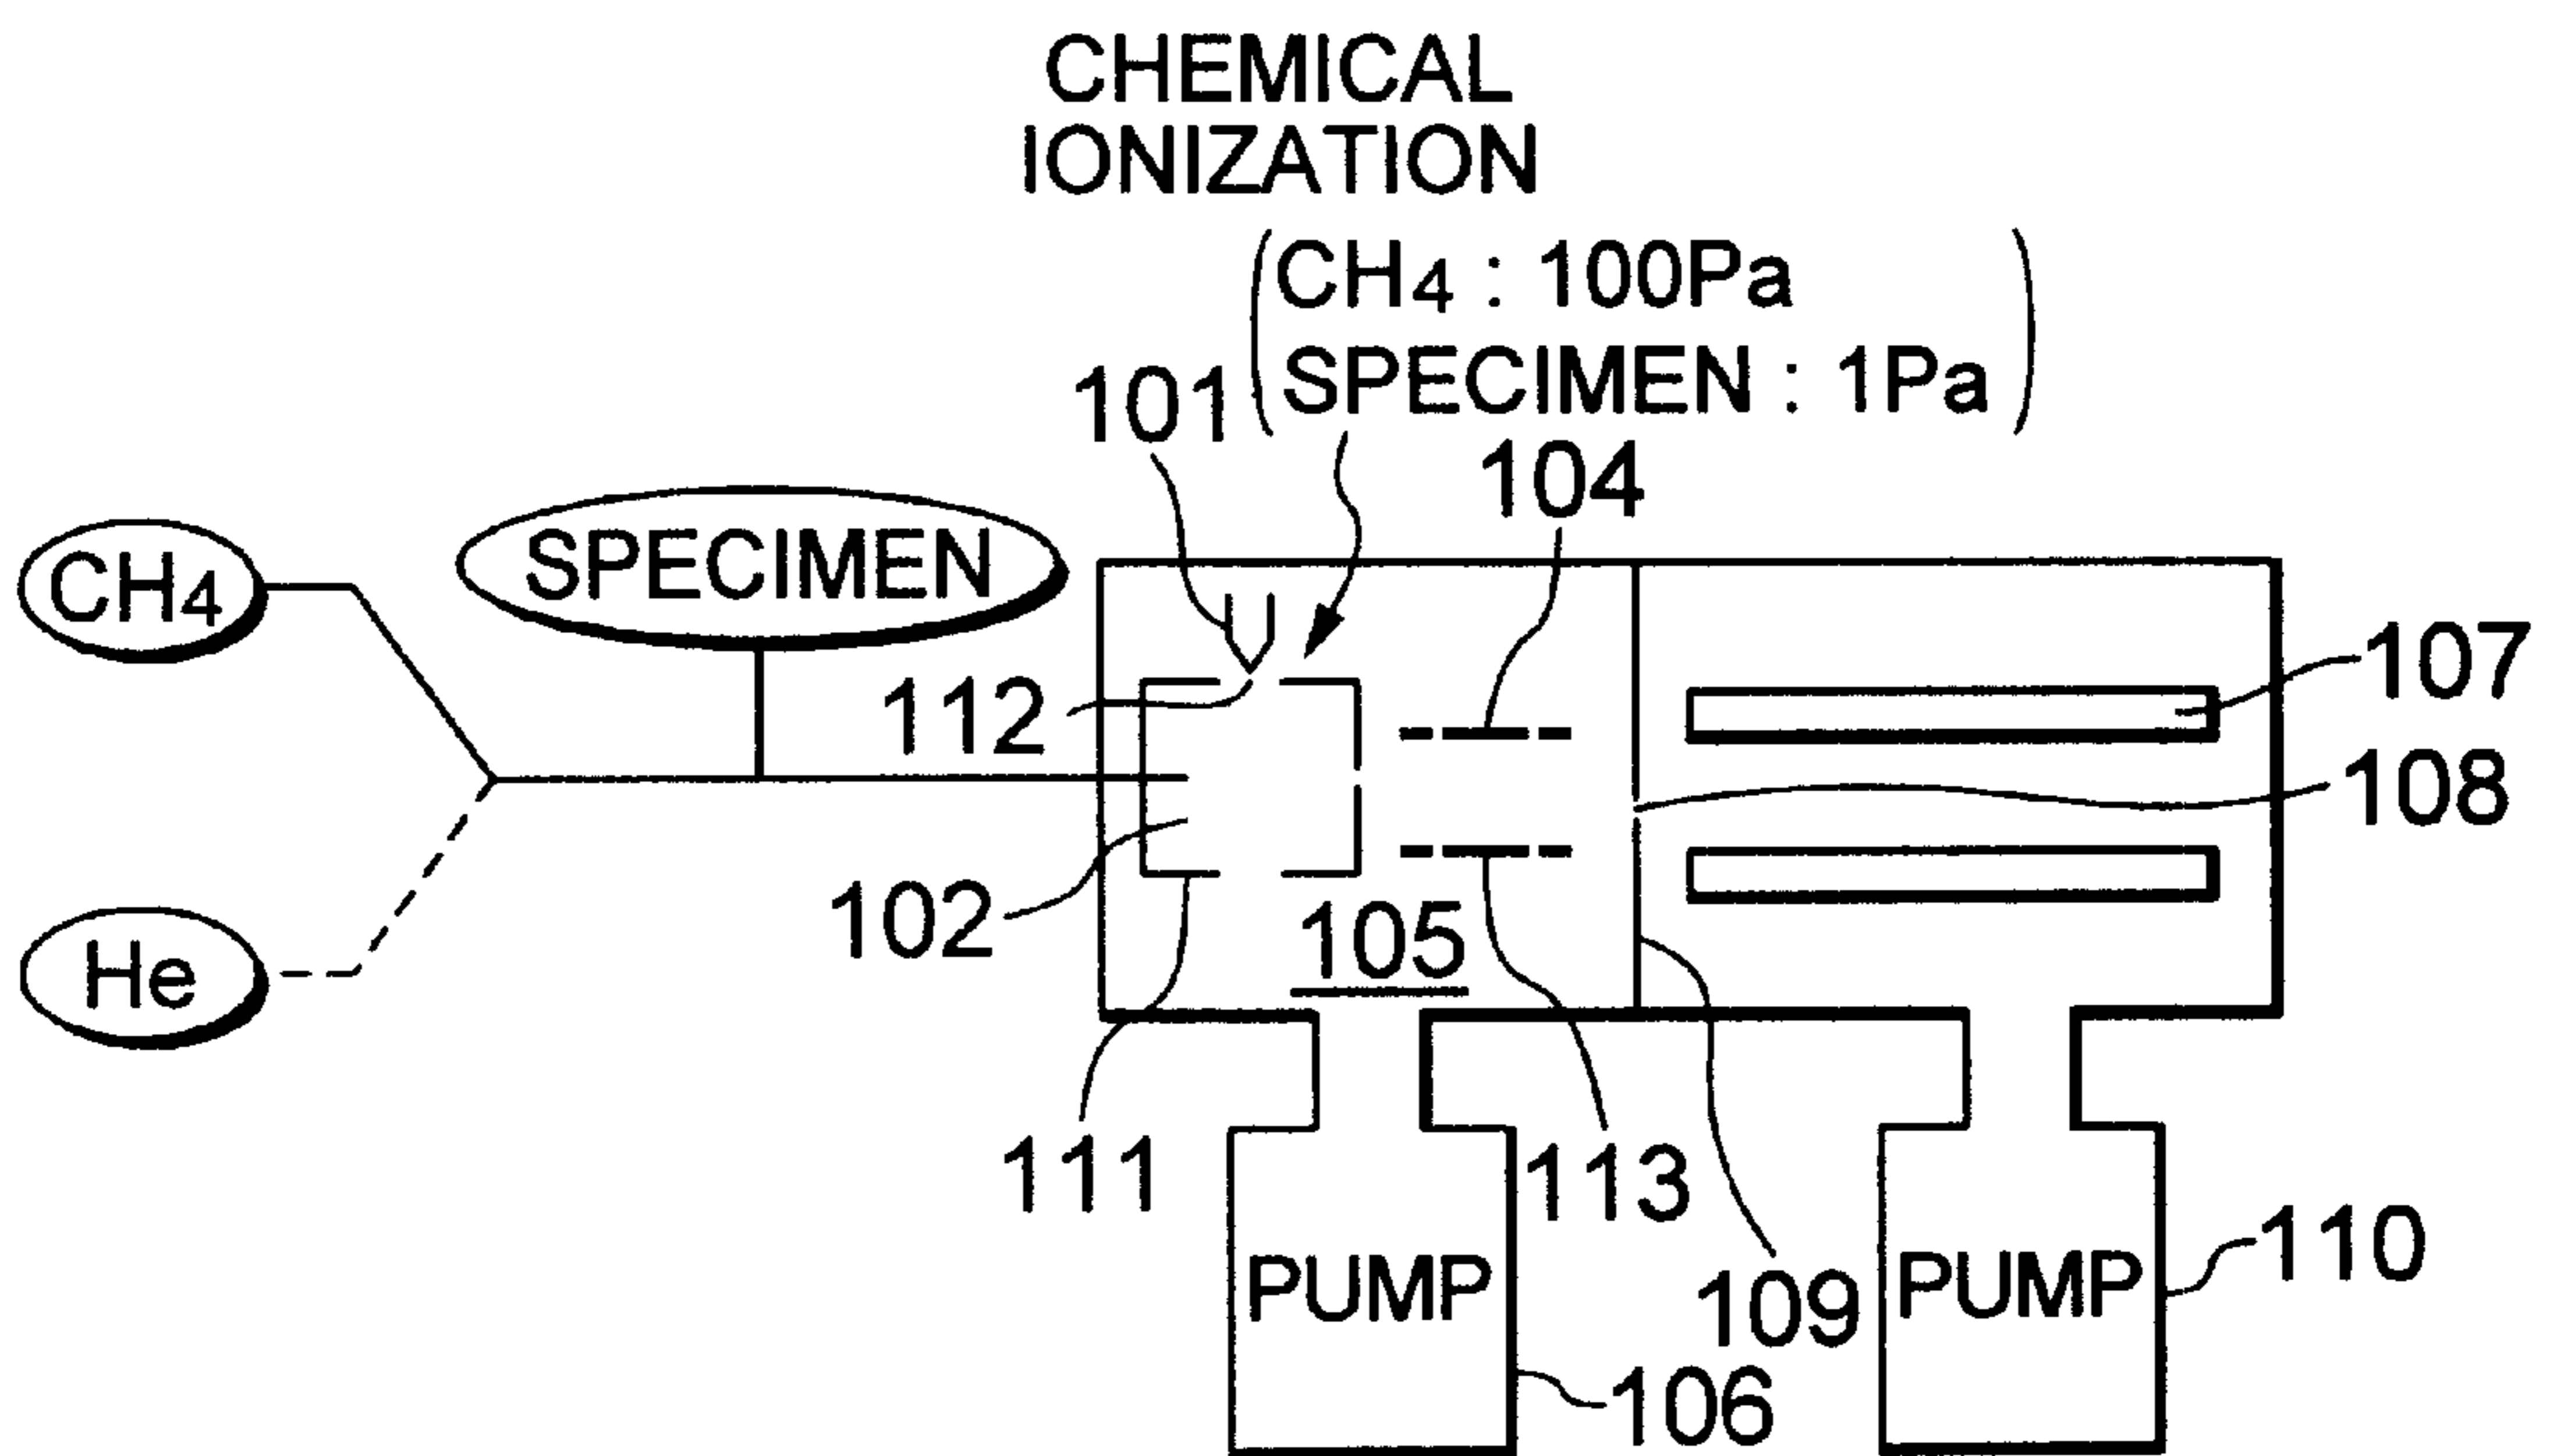 CHEMICAL
IONIZATION
CH4 : 100Pa
SPECIMEN : 1Pa
101
104
SPECIMEN
CH4
107
112
108
102
105
He
111
113
110
109
PUMP
PUMP
106